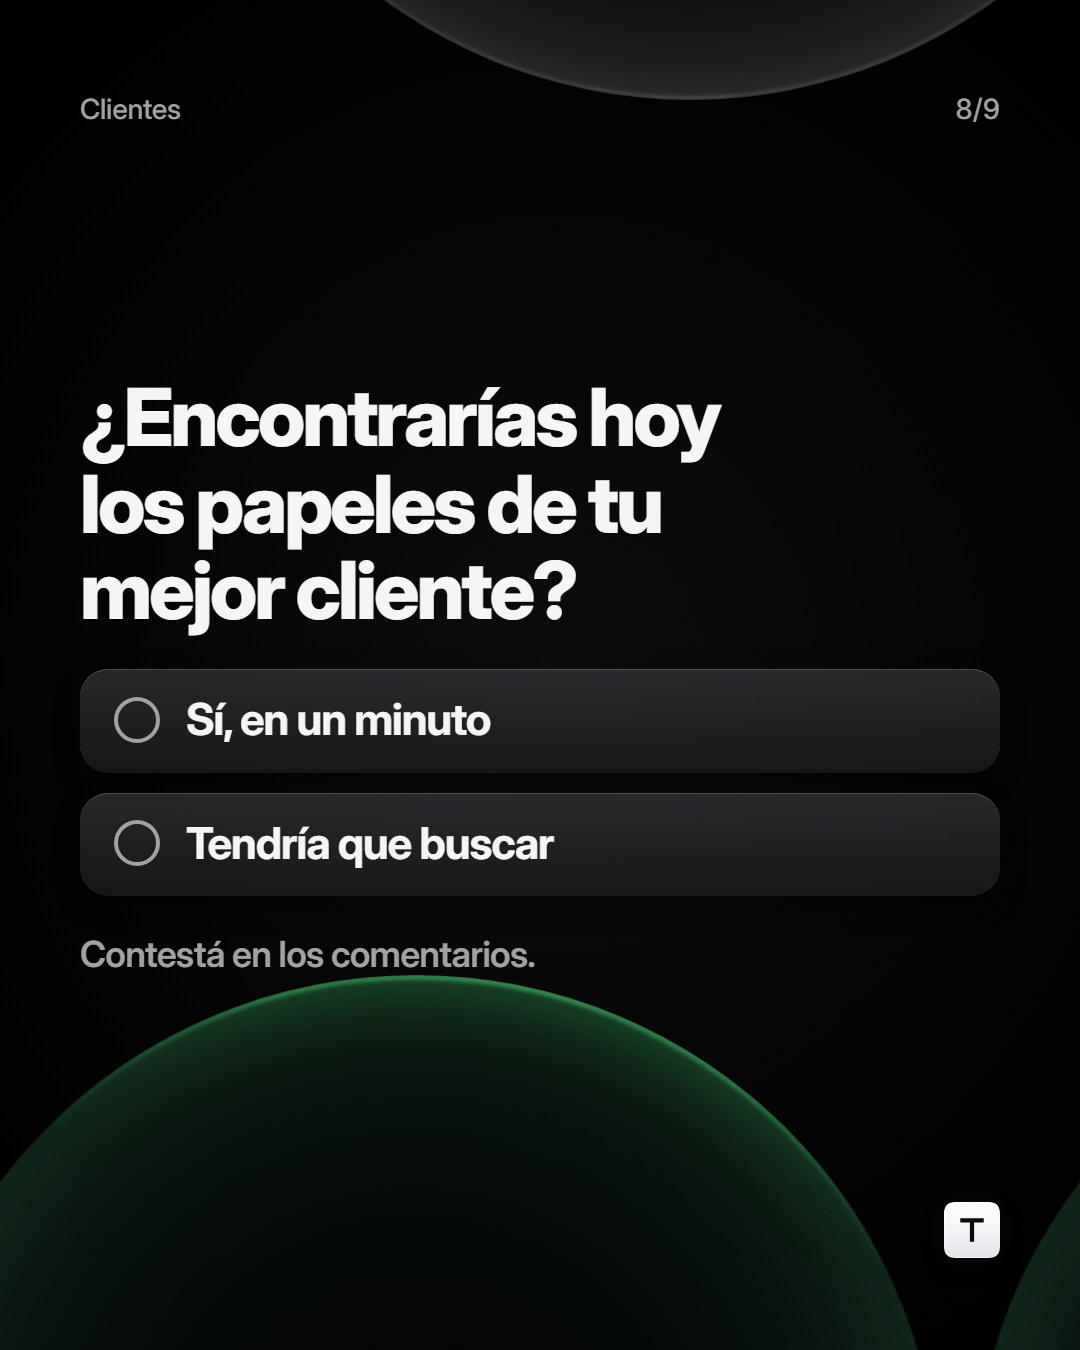 Clientes
8/9
¿Encontrarías hoy
los papeles de tu
mejor cliente?
Sí, en un minuto
Tendría que buscar
Contestá en los comentarios.
T